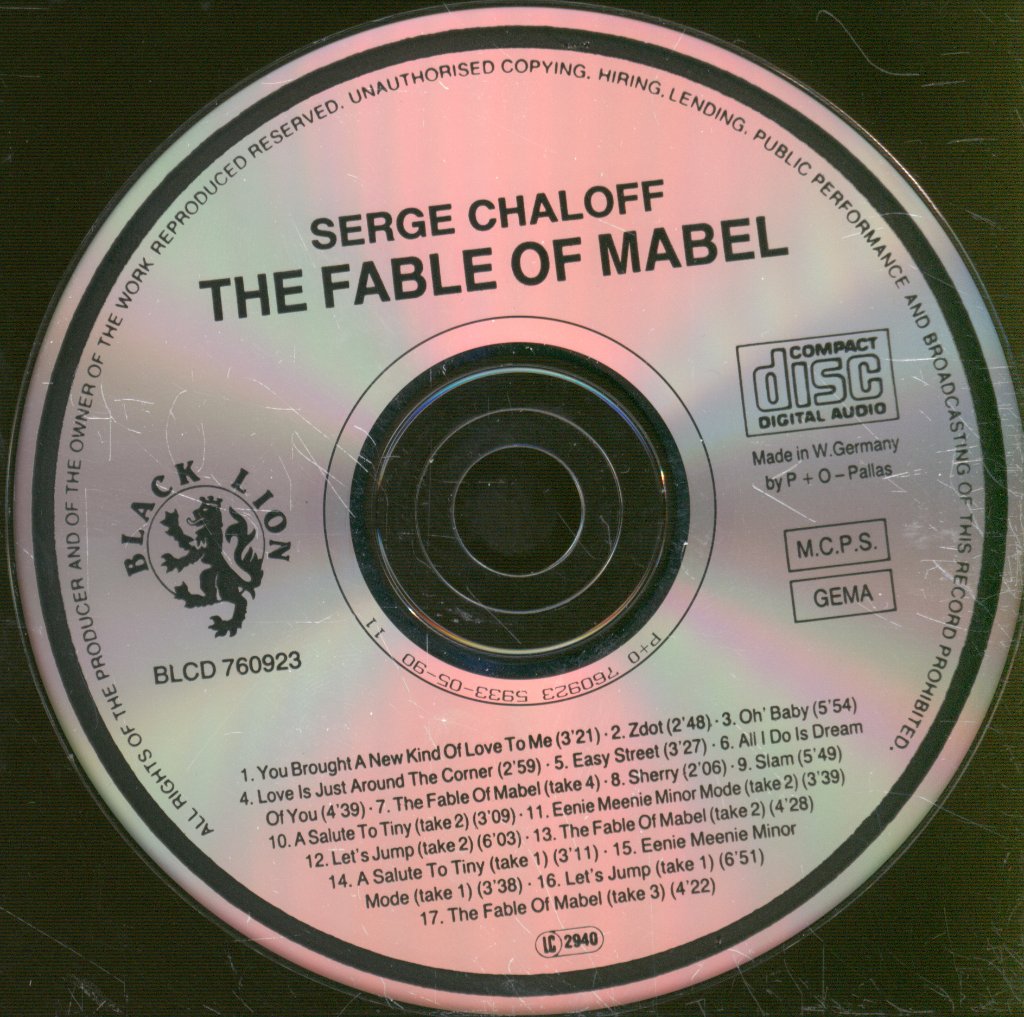 ALL RIGHTS OF THE PRODUCER AND OF THE OWNER OF THE WORK REPRODUCED RESERVED. UNAUTHORISED COPYING. HIRING. LENDING. PUBLIC PERFORMANCE AND BROADCASTING OF THIS RECORD PROHIBITED.
SERGE CHALOFF
THE FABLE OF MABEL
COMPACT
disc
DIGITAL AUDIO
Made in W.Germany
by P + O – Pallas
BLACK LION
M.C.P.S.
GEMA
BLCD 760923
P+O 760923 5933-05-90 11
1. You Brought A New Kind Of Love To Me (3'21) · 2. Zdot (2'48) · 3. Oh' Baby (5'54)
4. Love Is Just Around The Corner (2'59) · 5. Easy Street (3'27) · 6. All I Do Is Dream
Of You (4'39) · 7. The Fable Of Mabel (take 4) · 8. Sherry (2'06) · 9. Slam (5'49)
10. A Salute To Tiny (take 2) (3'09) · 11. Eenie Meenie Minor Mode (take 2) (3'39)
12. Let's Jump (take 2) (6'03) · 13. The Fable Of Mabel (take 2) (4'28)
14. A Salute To Tiny (take 1) (3'11) · 15. Eenie Meenie Minor
Mode (take 1) (3'38) · 16. Let's Jump (take 1) (6'51)
17. The Fable Of Mabel (take 3) (4'22)
LC 2940